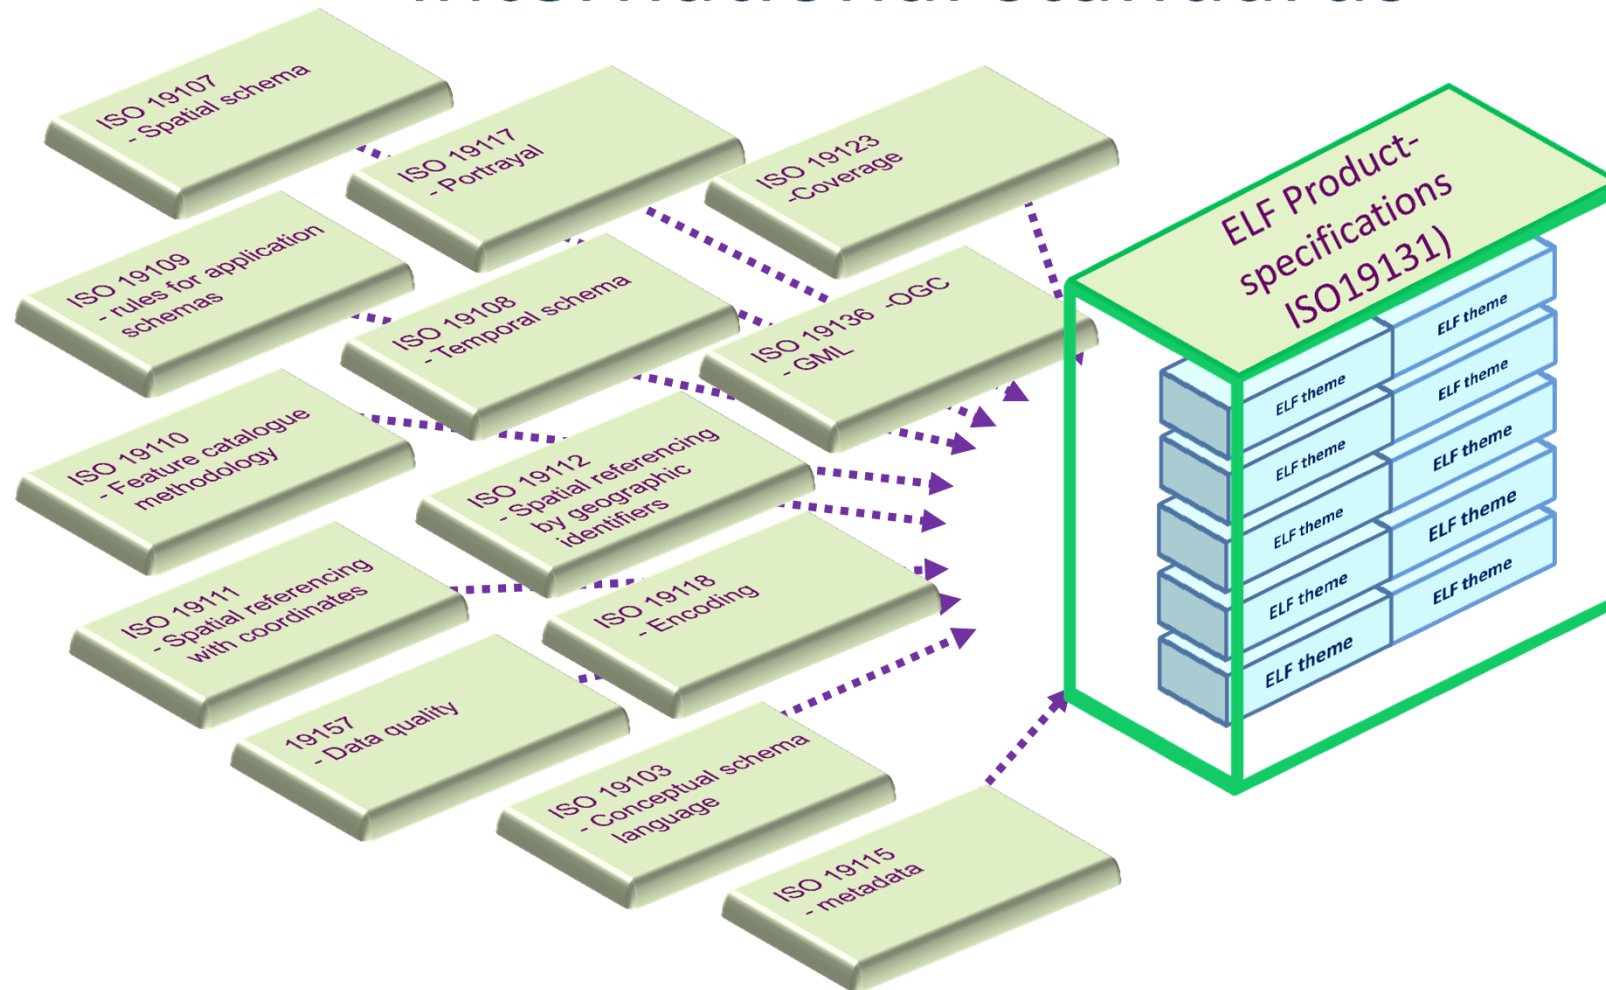 International standards
ISO 19107
- Spatial schema
ISO 19117
- Portrayal
ISO 19123
-Coverage
ISO 19109
- rules for application
schemas
ISO 19108
- Temporal schema
ISO 19136 -OGC
- GML
ISO 19110
- Feature catalogue
methodology
ISO 19112
- Spatial referencing
by geographic
identifiers
ISO 19111
- Spatial referencing
with coordinates
ISO 19118
- Encoding
19157
- Data quality
ISO 19103
- Conceptual schema
language
ISO 19115
- metadata
ELF Product-
specifications
ISO19131)
ELF theme
ELF theme
ELF theme
ELF theme
ELF theme
ELF theme
ELF theme
ELF theme
ELF theme
ELF theme